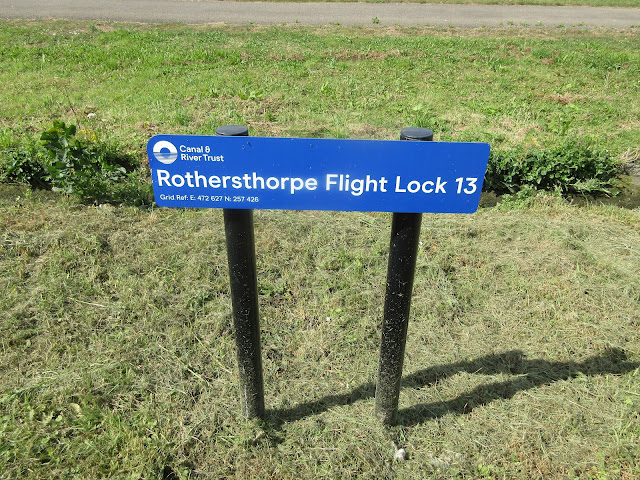 Canal &
River Trust
Rothersthorpe Flight Lock 13
Grid Ref: E: 472 627 N: 257 426